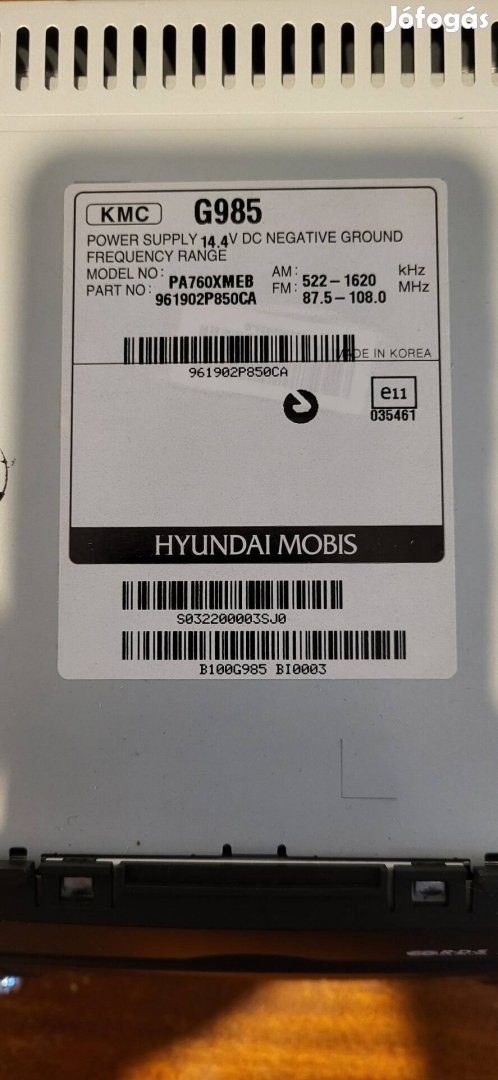 Jófogás
KMC G985
POWER SUPPLY 14.4V DC NEGATIVE GROUND
FREQUENCY RANGE
MODEL NO: PA760XMEB AM: 522-1620 kHz
PART NO: 961902P850CA FM: 87.5-108.0 MHz
MADE IN KOREA
961902P850CA
e11
035461
HYUNDAI MOBIS
S032200003SJ0
B100G985 BI0003
R·D·S